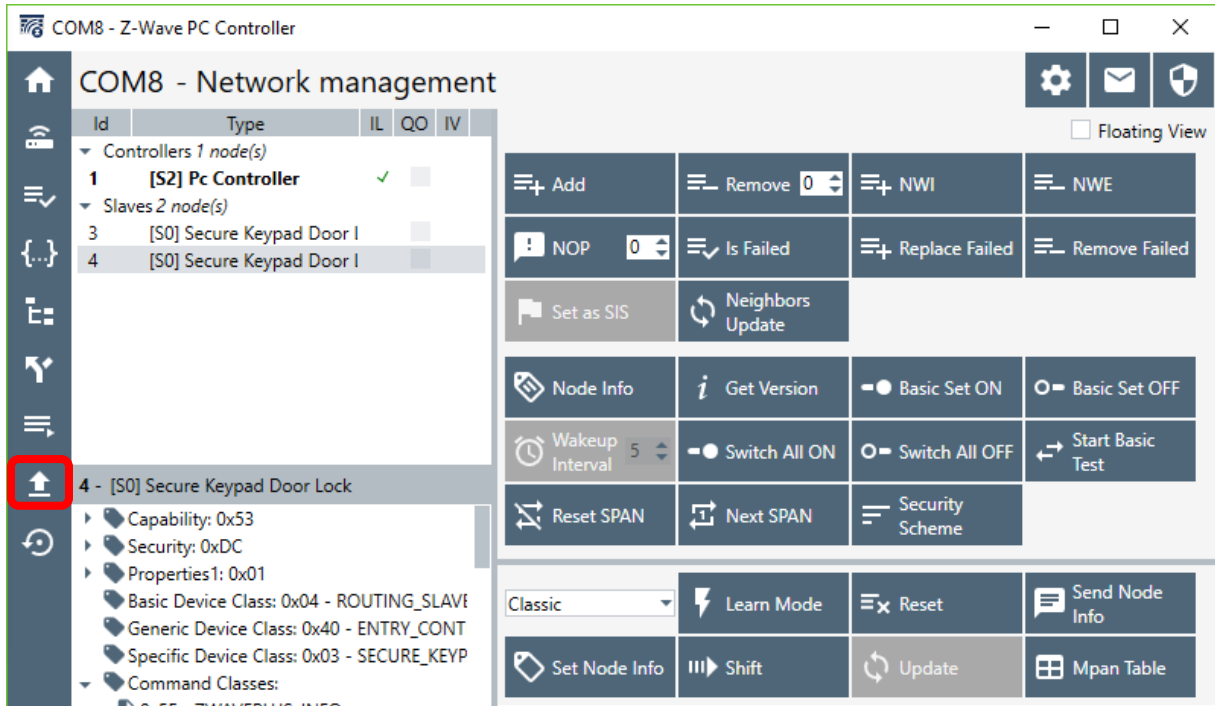 COM8 - Z-Wave PC Controller
COM8 - Network management
Id Type IL QO IV
Floating View
Controllers 1 node(s)
1 [S2] Pc Controller
Slaves 2 node(s)
3 [S0] Secure Keypad Door l
4 [S0] Secure Keypad Door l
Add
Remove 0
NWI
NWE
NOP 0
Is Failed
Replace Failed
Remove Failed
Set as SIS
Neighbors
Update
Node Info
Get Version
Basic Set ON
Basic Set OFF
Wakeup
Interval 5
Switch All ON
Switch All OFF
Start Basic
Test
Reset SPAN
Next SPAN
Security
Scheme
4 - [S0] Secure Keypad Door Lock
Capability: 0x53
Security: 0xDC
Properties1: 0x01
Basic Device Class: 0x04 - ROUTING_SLAVE
Generic Device Class: 0x40 - ENTRY_CONT
Specific Device Class: 0x03 - SECURE_KEYP
Command Classes:
Classic
Learn Mode
Reset
Send Node
Info
Set Node Info
Shift
Update
Mpan Table